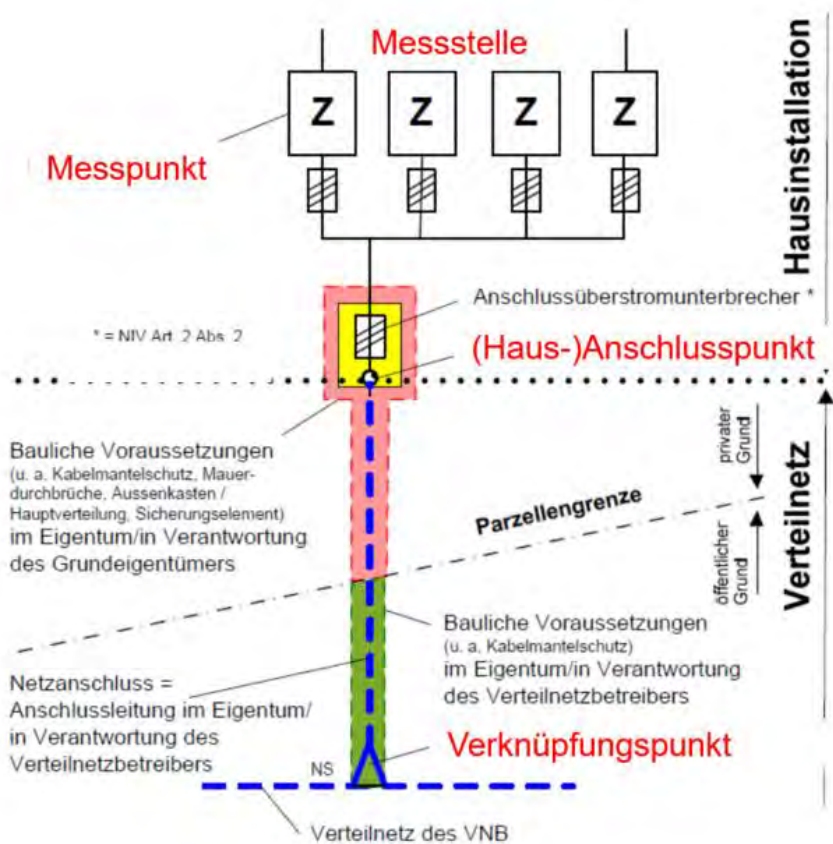 Messstelle
Z Z Z Z
Messpunkt
Hausinstallation
Anschlussüberstromunterbrecher *
* = NIV Art. 2 Abs. 2
(Haus-)Anschlusspunkt
Bauliche Voraussetzungen
(u. a. Kabelmantelschutz, Mauer-
durchbrüche, Aussenkasten /
Hauptverteilung, Sicherungselement)
im Eigentum/in Verantwortung
des Grundeigentümers
privater
Grund
Parzellengrenze
öffentlicher
Grund
Verteilnetz
Bauliche Voraussetzungen
(u. a. Kabelmantelschutz)
im Eigentum/in Verantwortung
des Verteilnetzbetreibers
Netzanschluss =
Anschlussleitung im Eigentum/
in Verantwortung des
Verteilnetzbetreibers
Verknüpfungspunkt
NS
Verteilnetz des VNB